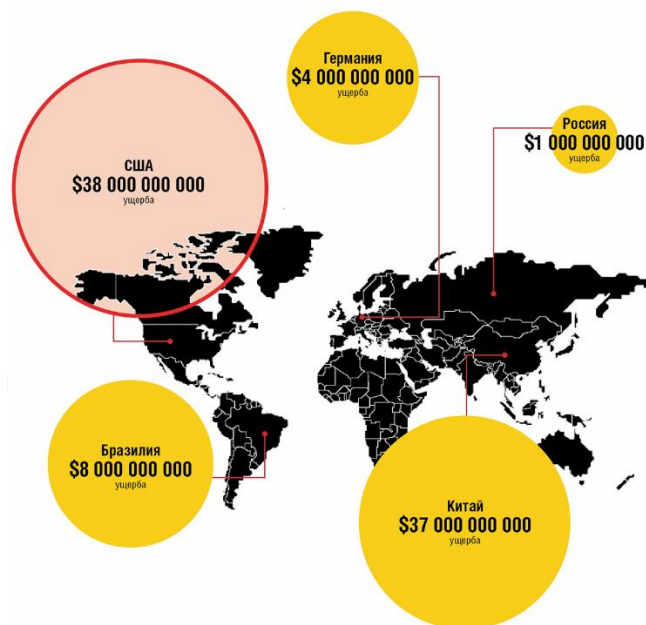 Германия
$4 000 000 000
ущерба
Россия
$1 000 000 000
ущерба
США
$38 000 000 000
ущерба
Бразилия
$8 000 000 000
ущерба
Китай
$37 000 000 000
ущерба